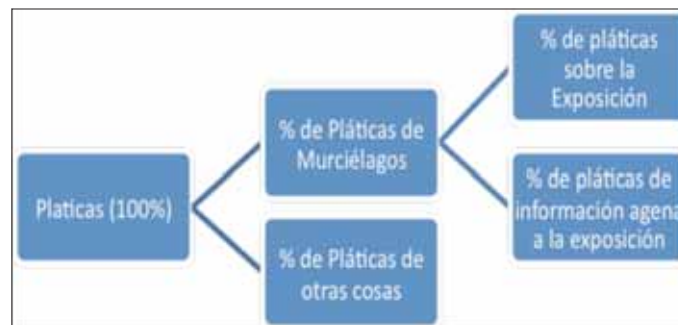 Platicas (100%)
% de Pláticas de
Murciélagos
% de Pláticas de
otras cosas
% de pláticas
sobre la
Exposición
% de pláticas de
información agena
a la exposición